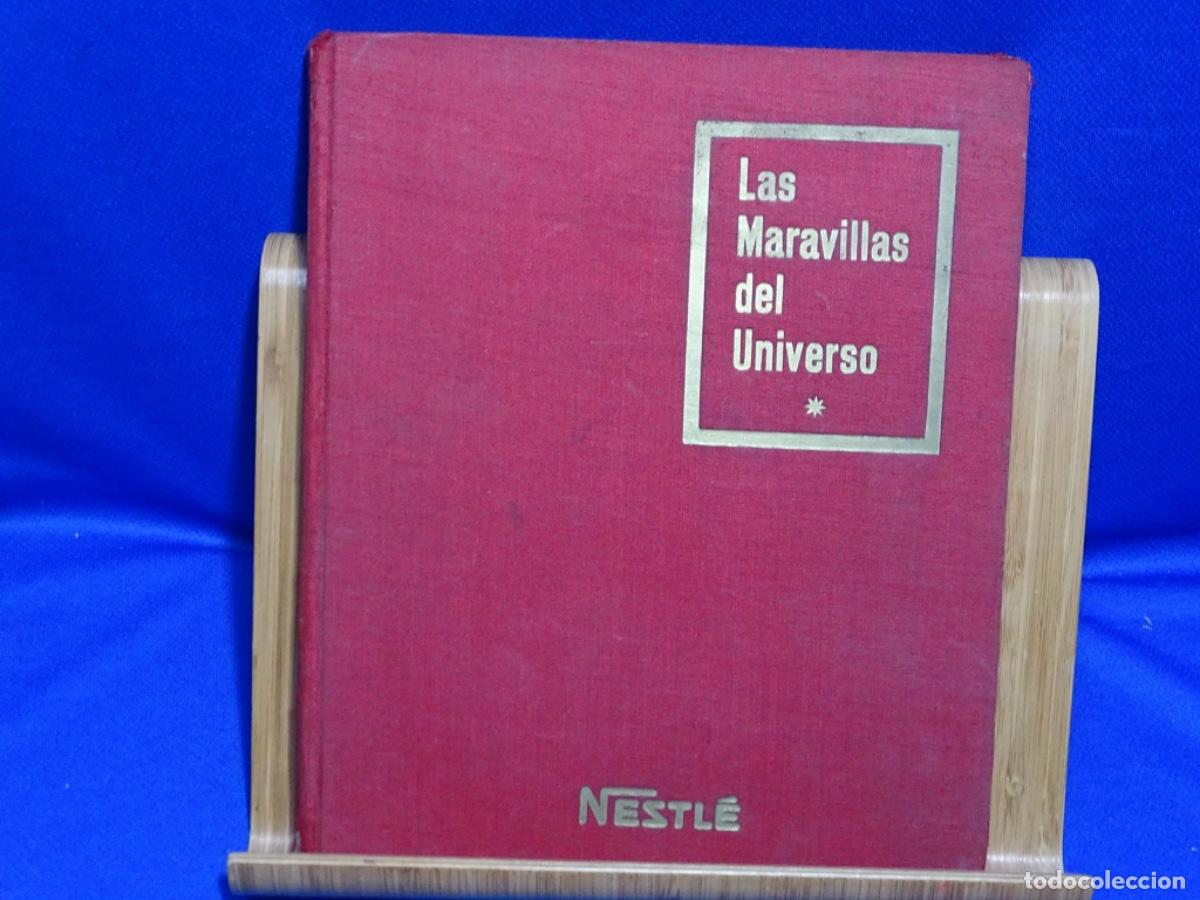 Las
Maravillas
del
Universo
NESTLÉ
todocoleccion